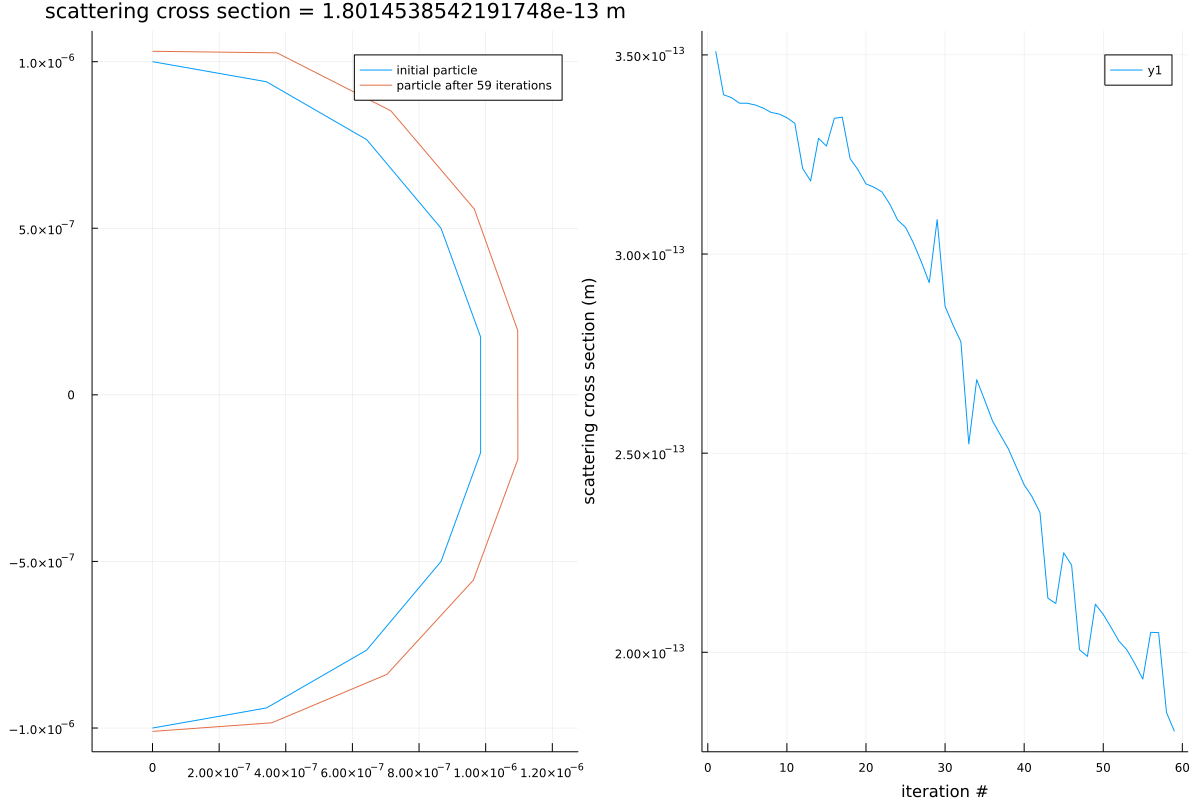 scattering cross section = 1.8014538542191748e-13 m
1.0×10⁻⁶
5.0×10⁻⁷
0
−5.0×10⁻⁷
−1.0×10⁻⁶
initial particle
particle after 59 iterations
0 2.00×10⁻⁷ 4.00×10⁻⁷ 6.00×10⁻⁷ 8.00×10⁻⁷ 1.00×10⁻⁶ 1.20×10⁻⁶
scattering cross section (m)
3.50×10⁻¹³
3.00×10⁻¹³
2.50×10⁻¹³
2.00×10⁻¹³
y1
0 10 20 30 40 50 60
iteration #